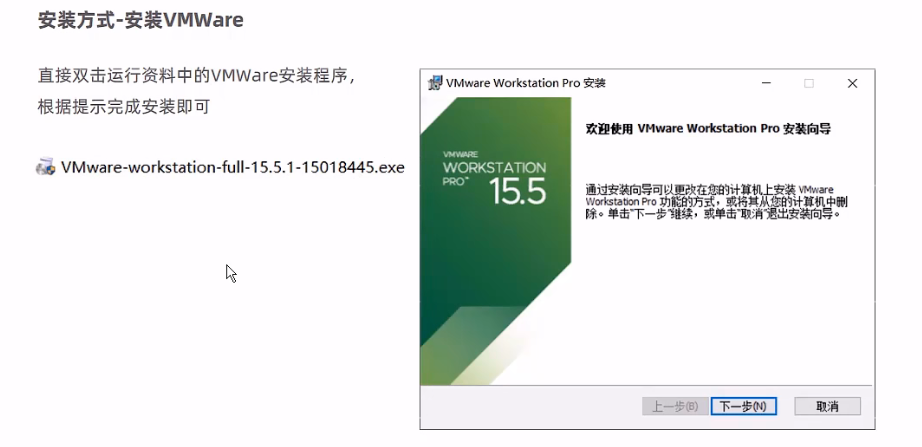 安装方式-安装VMWare
直接双击运行资料中的VMWare安装程序，
根据提示完成安装即可
VMware-workstation-full-15.5.1-15018445.exe
VMware Workstation Pro 安装
VMWARE
WORKSTATION
PRO™ 15.5
欢迎使用 VMware Workstation Pro 安装向导
通过安装向导可以更改在您的计算机上安装 VMware
Workstation Pro 功能的方式，或将其从您的计算机中删
除。单击“下一步”继续，或单击“取消”退出安装向导。
上一步(B) 下一步(N) 取消